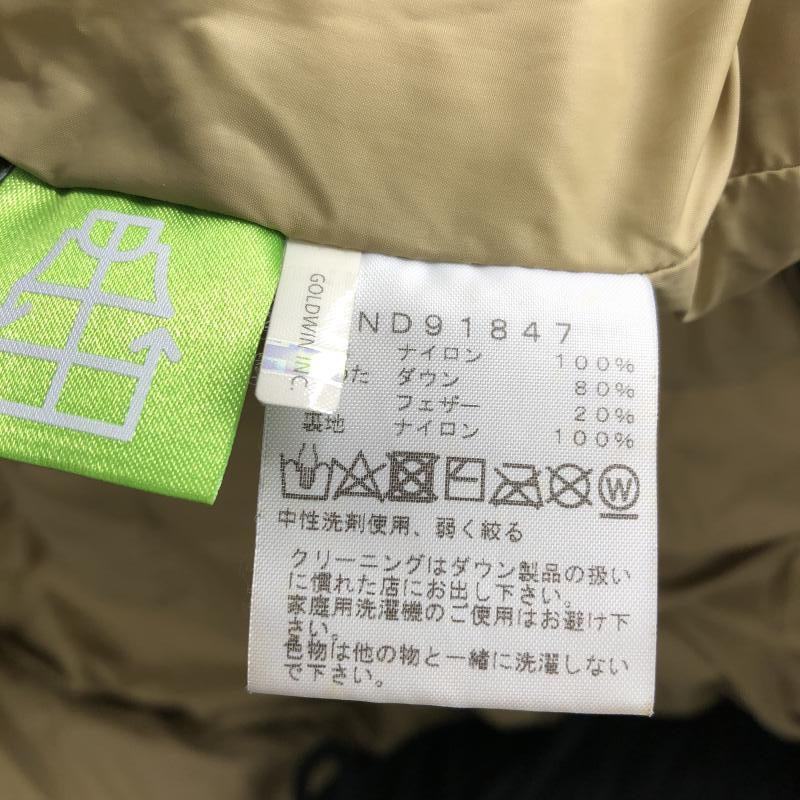 GOLDWIN INC.
ND91847
ナイロン 100%
た ダウン 80%
フェザー 20%
裏地 ナイロン 100%
W
中性洗剤使用、弱く絞る
クリーニングはダウン製品の扱い
に慣れた店にお出し下さい。
家庭用洗濯機のご使用はお避け下
さい。
色物は他の物と一緒に洗濯しない
で下さい。